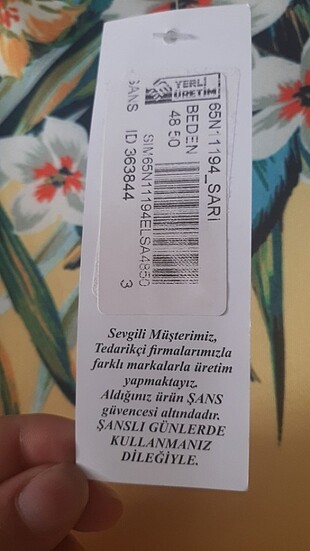 65N11194_SARİ
YERLİ
ÜRETİM
BEDEN
48 50
SIM65N11194ELSA4850
ŞANS ID 363844 3
Sevgili Müşterimiz,
Tedarikçi firmalarımızla
farklı markalarla üretim
yapmaktayız.
Aldığınız ürün ŞANS
güvencesi altındadır.
ŞANSLI GÜNLERDE
KULLANMANIZ
DİLEĞİYLE.